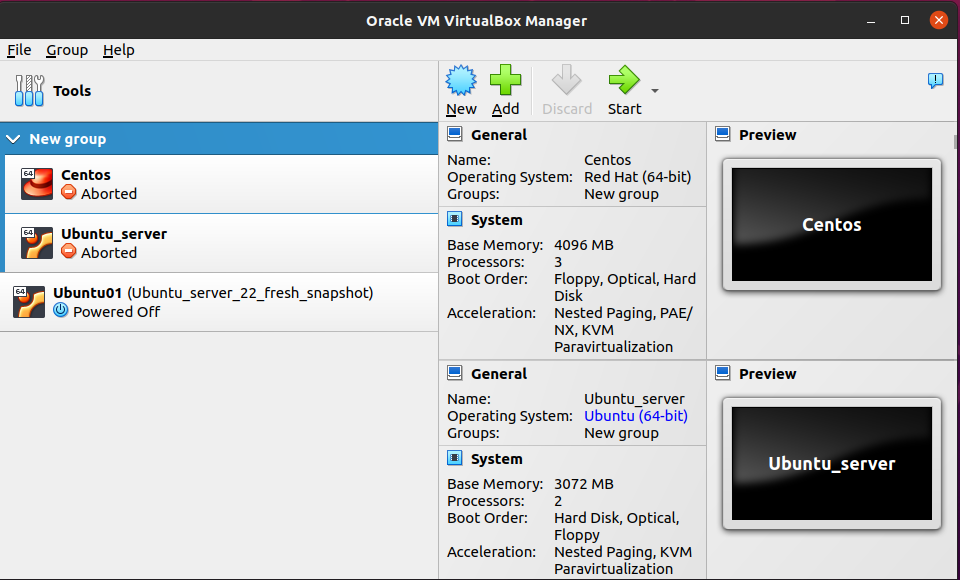 Oracle VM VirtualBox Manager
File Group Help
Tools
New Add Discard Start
New group
64
Centos
Aborted
64
Ubuntu_server
Aborted
64
Ubuntu01 (Ubuntu_server_22_fresh_snapshot)
Powered Off
General
Name: Centos
Operating System: Red Hat (64-bit)
Groups: New group
System
Base Memory: 4096 MB
Processors: 3
Boot Order: Floppy, Optical, Hard
Disk
Acceleration: Nested Paging, PAE/
NX, KVM
Paravirtualization
Preview
Centos
General
Name: Ubuntu_server
Operating System: Ubuntu (64-bit)
Groups: New group
System
Base Memory: 3072 MB
Processors: 2
Boot Order: Hard Disk, Optical,
Floppy
Acceleration: Nested Paging, KVM
Paravirtualization
Preview
Ubuntu_server